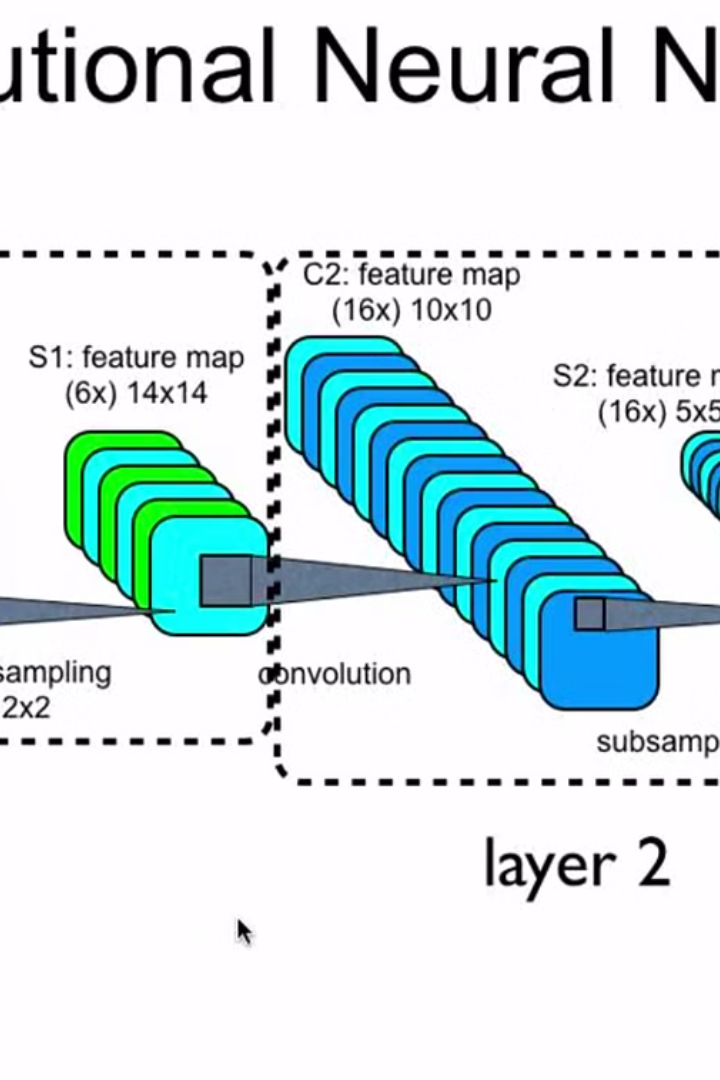 utional Neural N
C2: feature map
(16x) 10x10
S1: feature map
(6x) 14x14
S2: feature m
(16x) 5x5
sampling
2x2
convolution
subsamp
layer 2